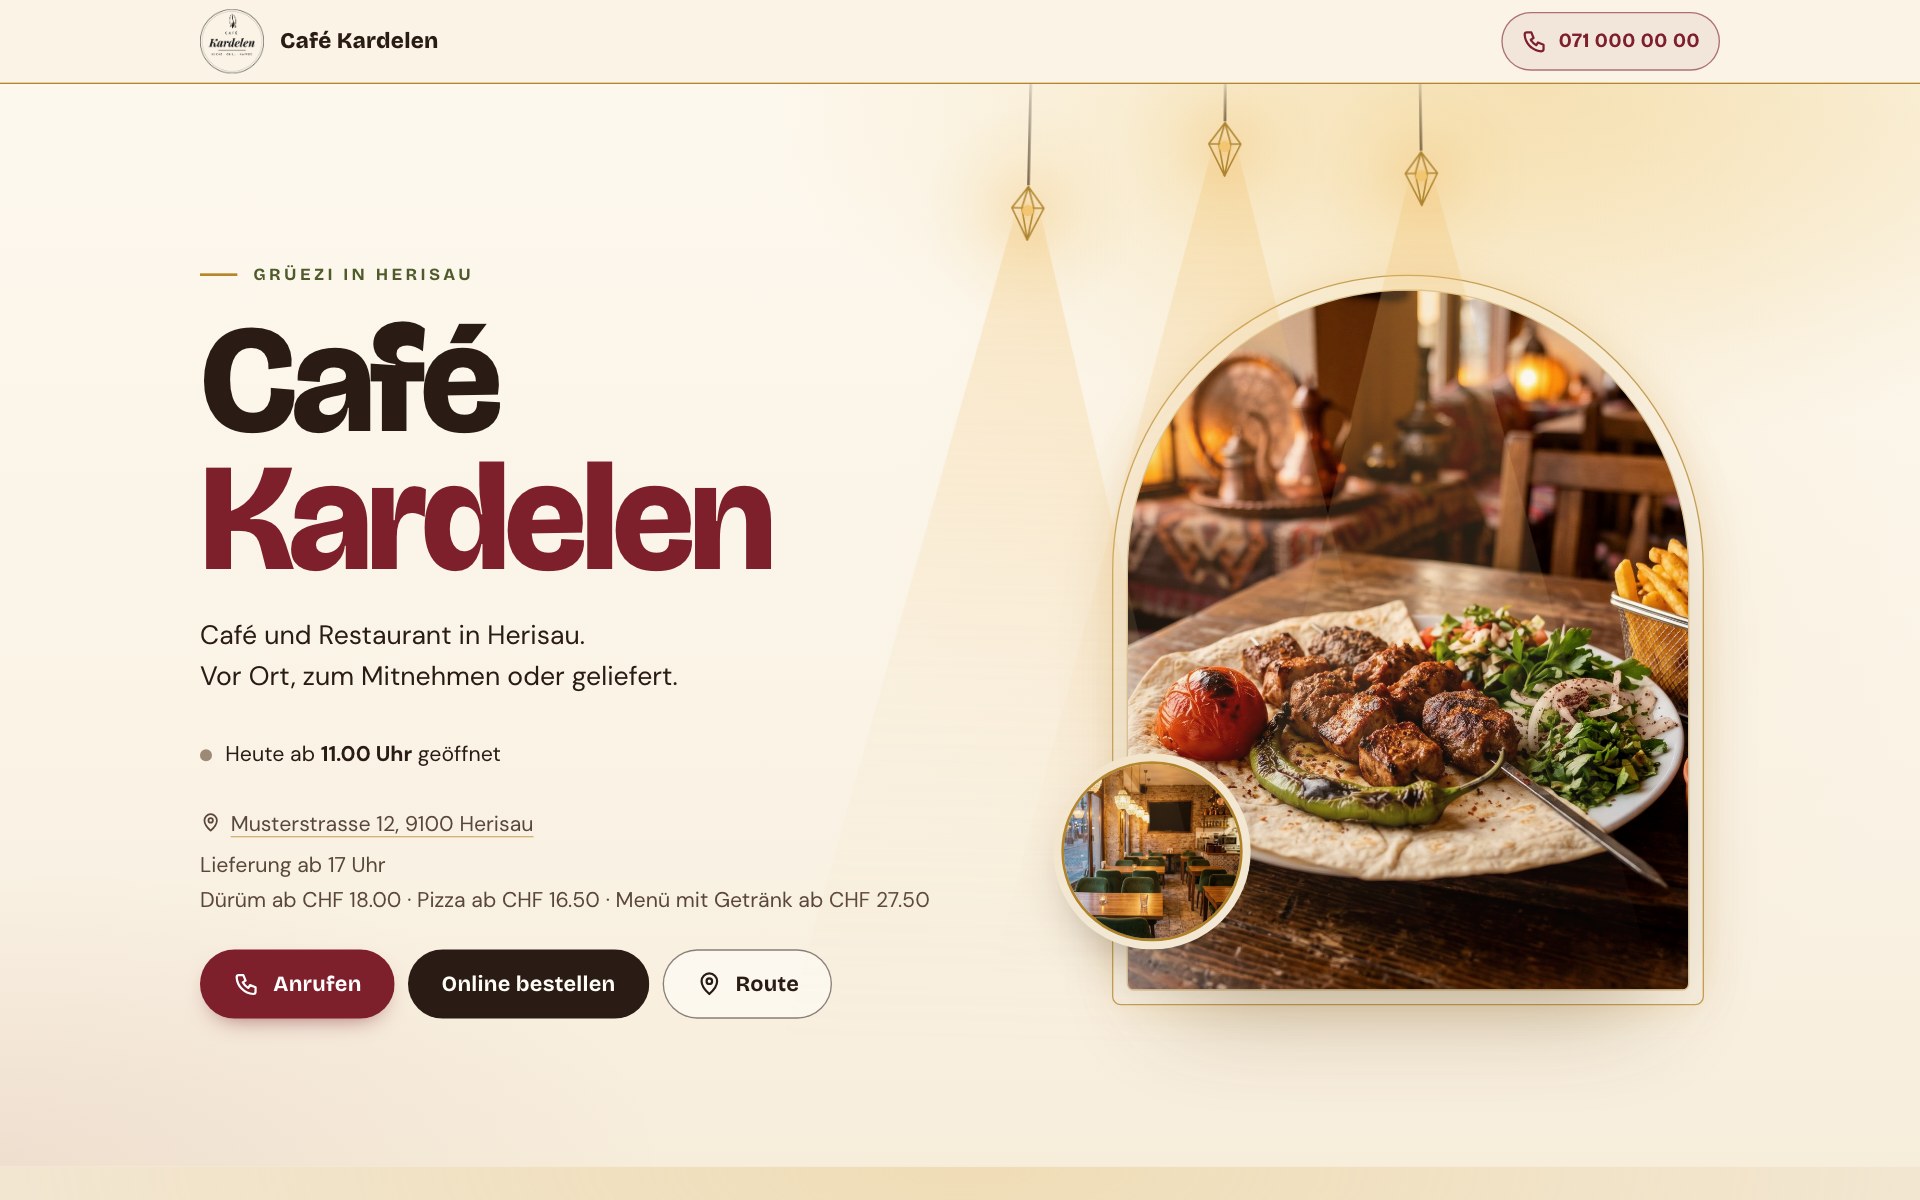 CAFÉ
Kardelen
Café Kardelen
071 000 00 00
GRÜEZI IN HERISAU
Café
Kardelen
Café und Restaurant in Herisau.
Vor Ort, zum Mitnehmen oder geliefert.
Heute ab 11.00 Uhr geöffnet
Musterstrasse 12, 9100 Herisau
Lieferung ab 17 Uhr
Dürüm ab CHF 18.00 · Pizza ab CHF 16.50 · Menü mit Getränk ab CHF 27.50
Anrufen
Online bestellen
Route